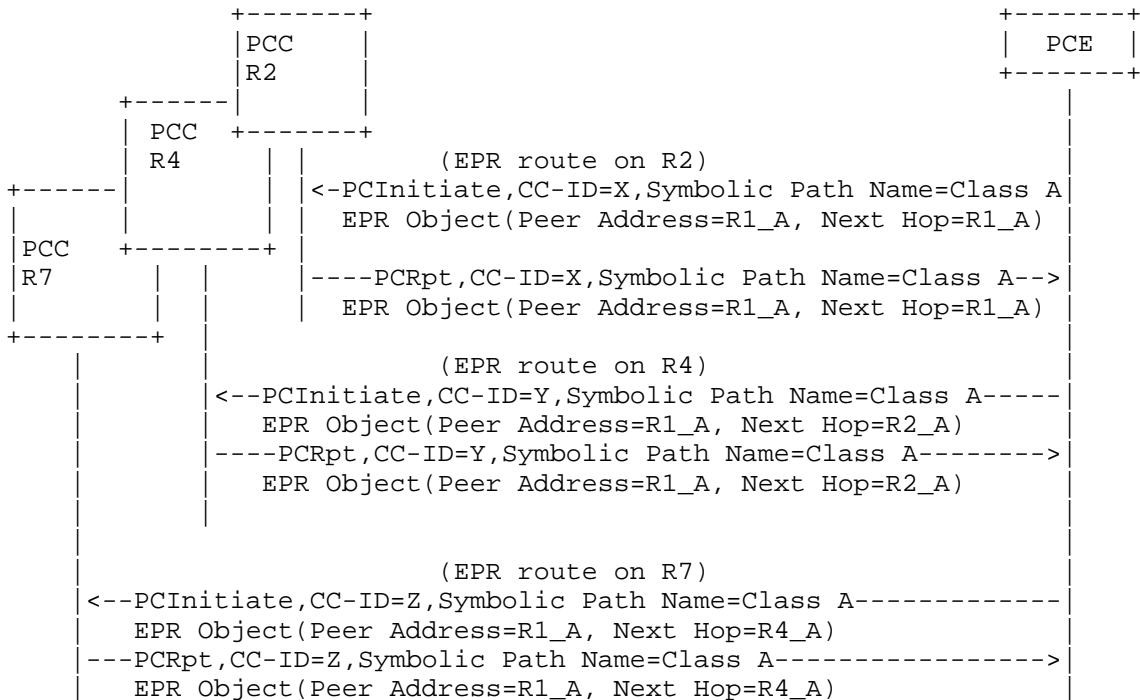 PCC
R2
PCE
PCC
R4
(EPR route on R2)
<-PCInitiate,CC-ID=X,Symbolic Path Name=Class A
EPR Object(Peer Address=R1_A, Next Hop=R1_A)
PCC
R7
----PCRpt,CC-ID=X,Symbolic Path Name=Class A-->
EPR Object(Peer Address=R1_A, Next Hop=R1_A)
(EPR route on R4)
<--PCInitiate,CC-ID=Y,Symbolic Path Name=Class A-----
EPR Object(Peer Address=R1_A, Next Hop=R2_A)
----PCRpt,CC-ID=Y,Symbolic Path Name=Class A-------->
EPR Object(Peer Address=R1_A, Next Hop=R2_A)
(EPR route on R7)
<--PCInitiate,CC-ID=Z,Symbolic Path Name=Class A-------------
EPR Object(Peer Address=R1_A, Next Hop=R4_A)
---PCRpt,CC-ID=Z,Symbolic Path Name=Class A----------------->
EPR Object(Peer Address=R1_A, Next Hop=R4_A)